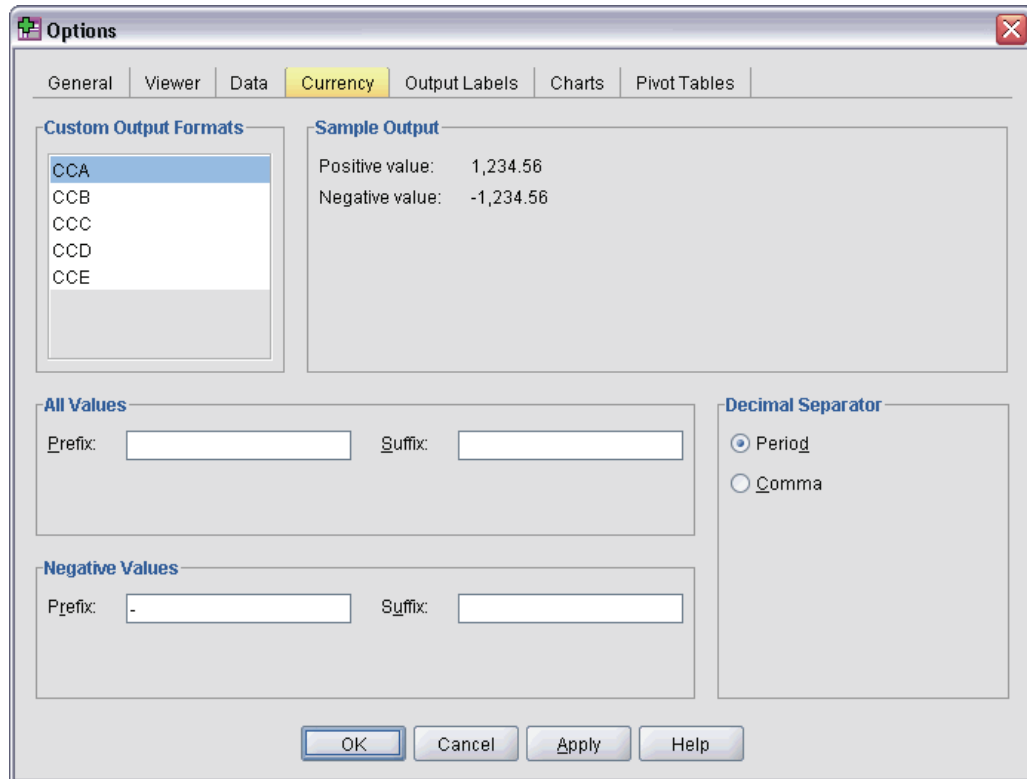 Options
General Viewer Data Currency Output Labels Charts Pivot Tables
Custom Output Formats
CCA
CCB
CCC
CCD
CCE
Sample Output
Positive value: 1,234.56
Negative value: -1,234.56
All Values
Prefix: Suffix:
Decimal Separator
Period
Comma
Negative Values
Prefix: - Suffix:
OK Cancel Apply Help